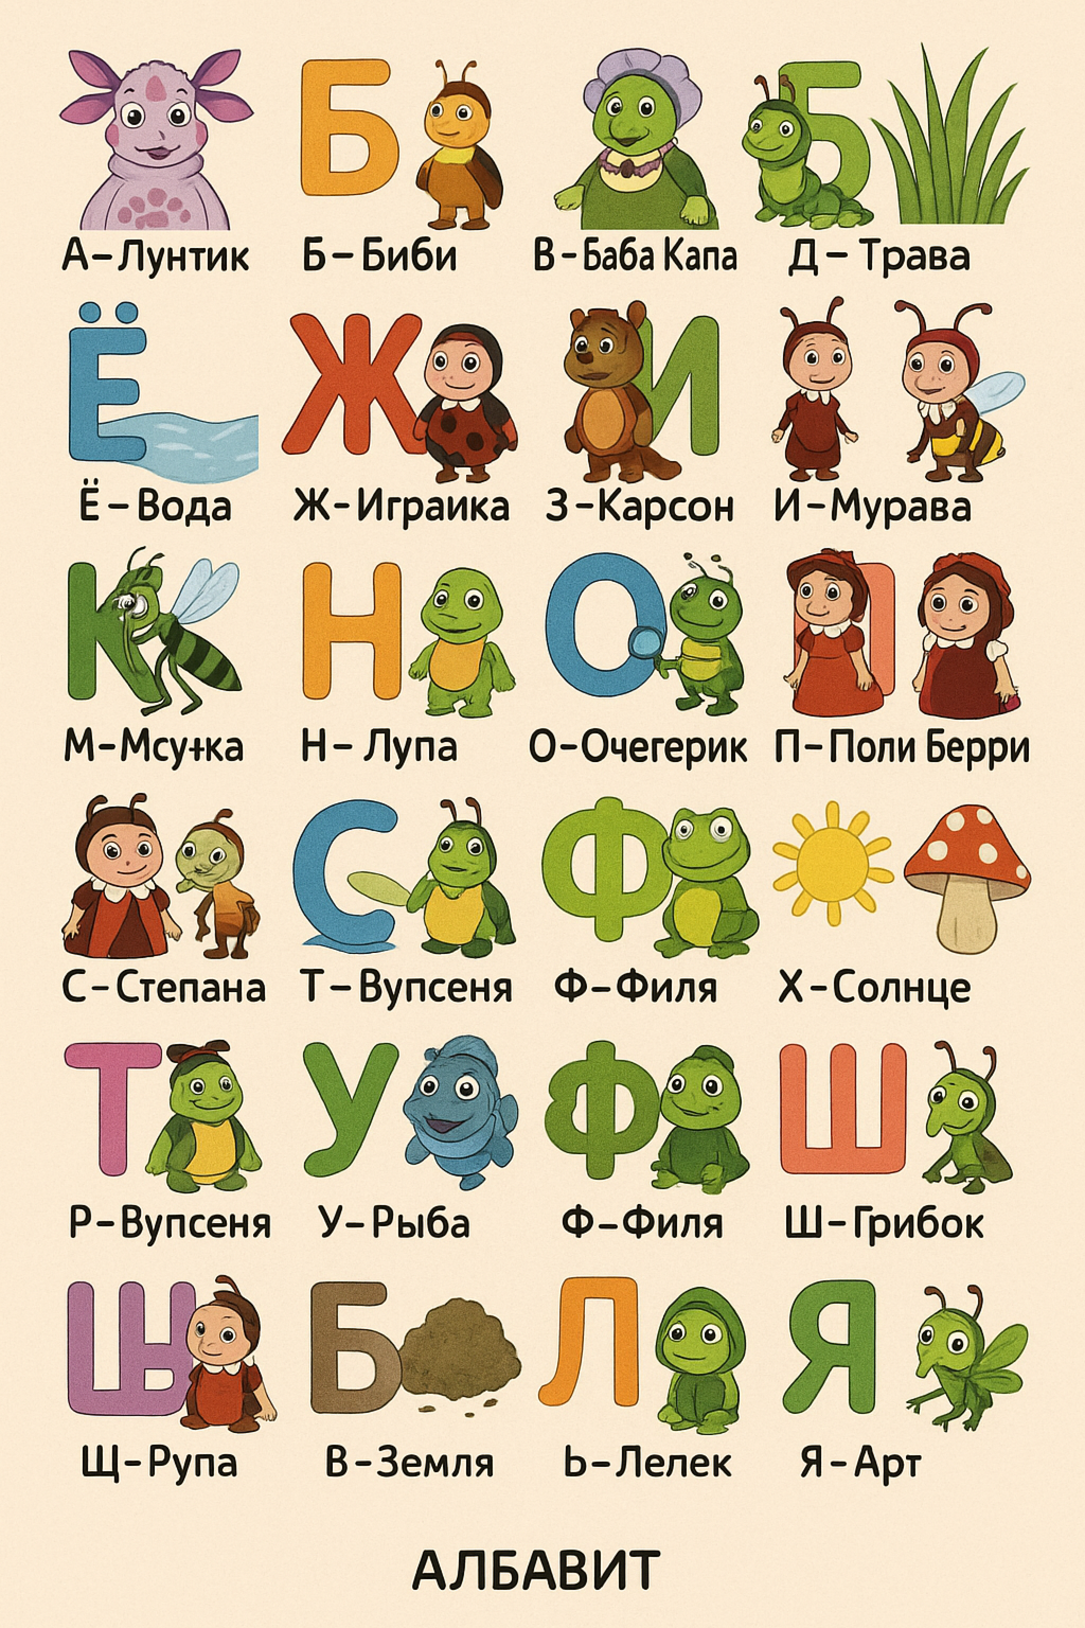 Б Б
А – Лунтик Б – Биби В – Баба Капа Д – Трава
Ё Ж И
Ё – Вода Ж – Играика З – Карсон И – Мурава
К Н О П
М – Мсутка Н – Лупа О – Очегерик П – Поли Берри
С Ф
С – Степана Т – Вупсеня Ф – Филя Х – Солнце
Т У Ф Ш
Р – Вупсеня У – Рыба Ф – Филя Ш – Грибок
Б Л Я
Щ – Рупа В – Земля Ь – Лелек Я – Арт
АЛБАВИТ